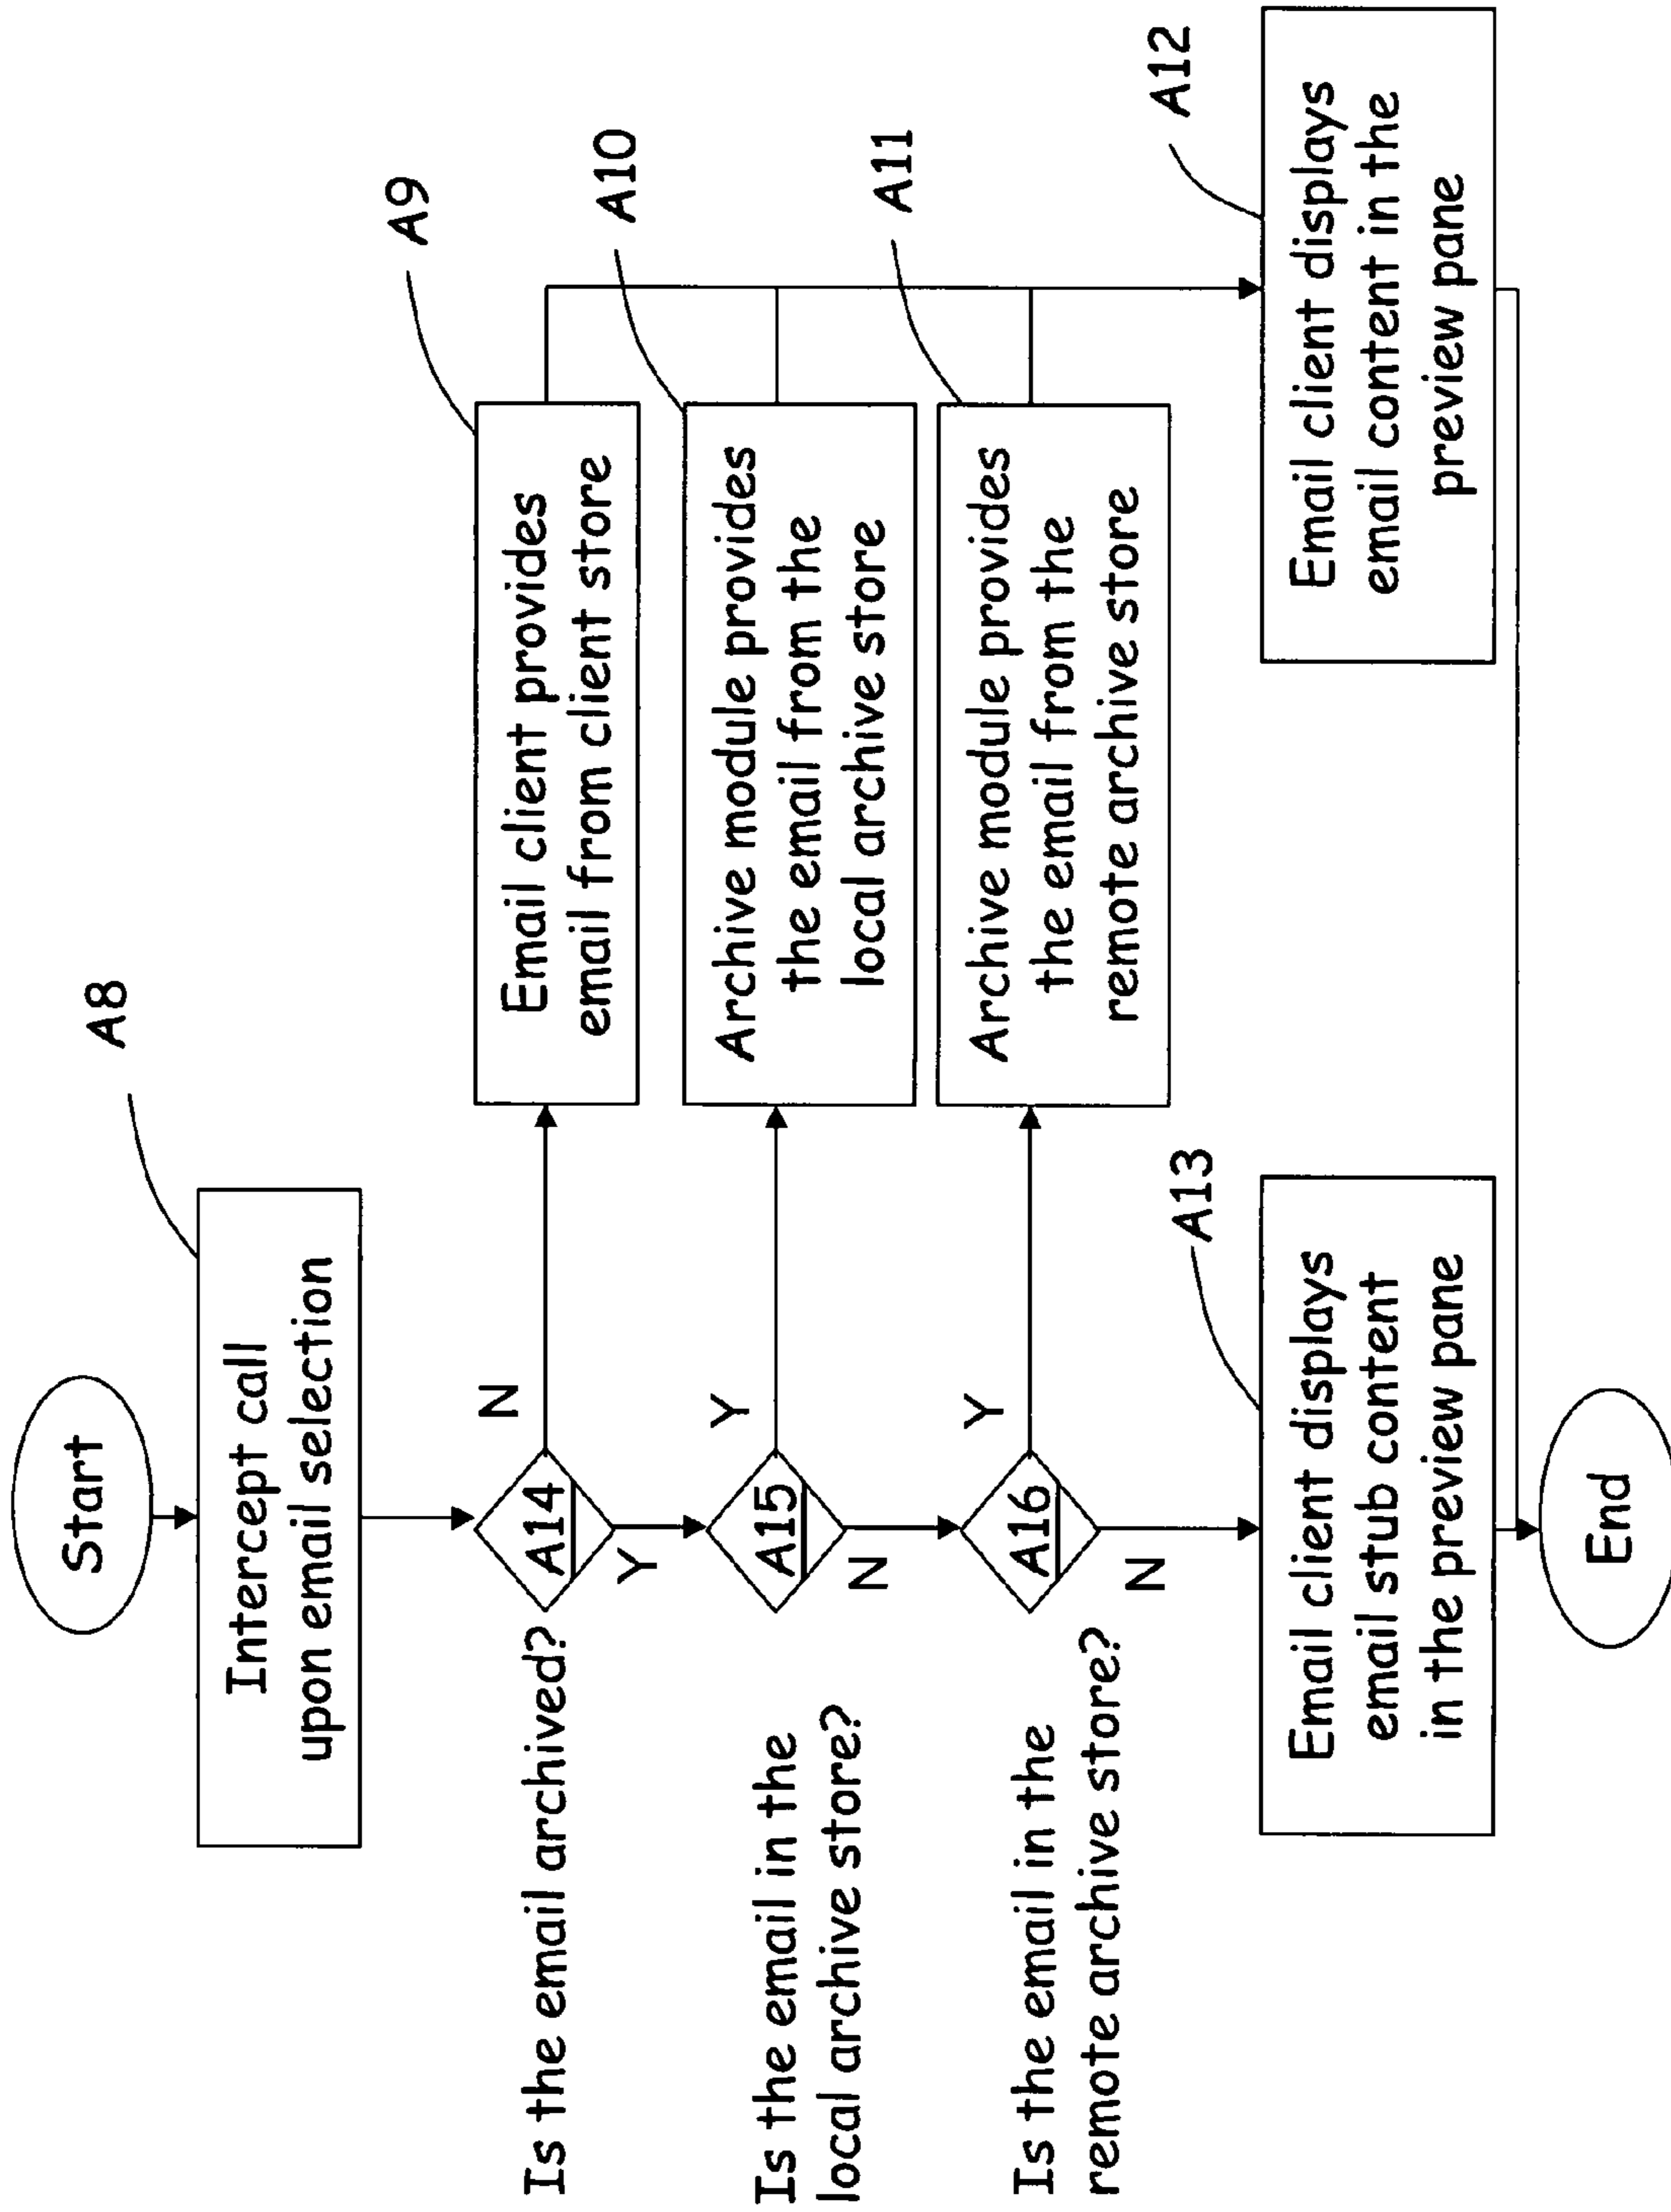 Start
A8
Intercept call
upon email selection
Is the email archived?
A14
N
Y
A9
Email client provides
email from client store
Is the email in the
local archive store?
A15
Y
N
A10
Archive module provides
the email from the
local archive store
Is the email in the
remote archive store?
A16
Y
N
A11
Archive module provides
the email from the
remote archive store
A13
Email client displays
email stub content
in the preview pane
A12
Email client displays
email content in the
preview pane
End